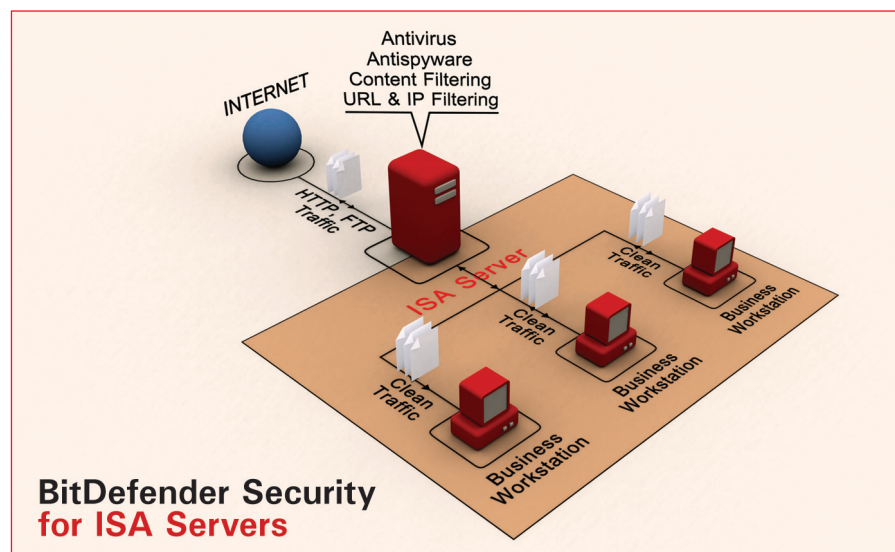 Antivirus
Antispyware
Content Filtering
URL & IP Filtering
INTERNET
HTTP, FTP
Traffic
ISA Server
Clean
Traffic
Business
Workstation
Clean
Traffic
Business
Workstation
Clean
Traffic
Business
Workstation
BitDefender Security
for ISA Servers